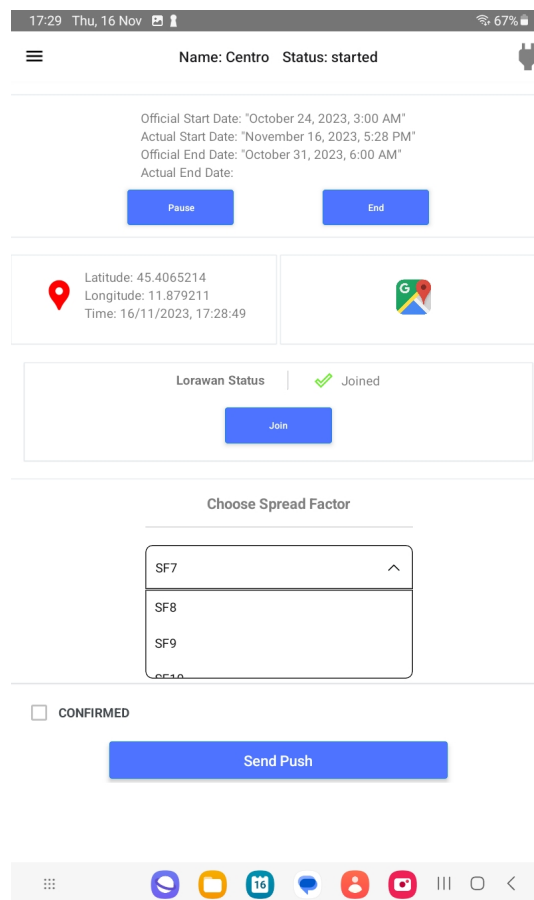 17:29 Thu, 16 Nov 67%
Name: Centro Status: started
Official Start Date: "October 24, 2023, 3:00 AM"
Actual Start Date: "November 16, 2023, 5:28 PM"
Official End Date: "October 31, 2023, 6:00 AM"
Actual End Date:
Pause End
Latitude: 45.4065214
Longitude: 11.879211
Time: 16/11/2023, 17:28:49
G
Lorawan Status Joined
Join
Choose Spread Factor
SF7
SF8
SF9
SF10
CONFIRMED
Send Push
16